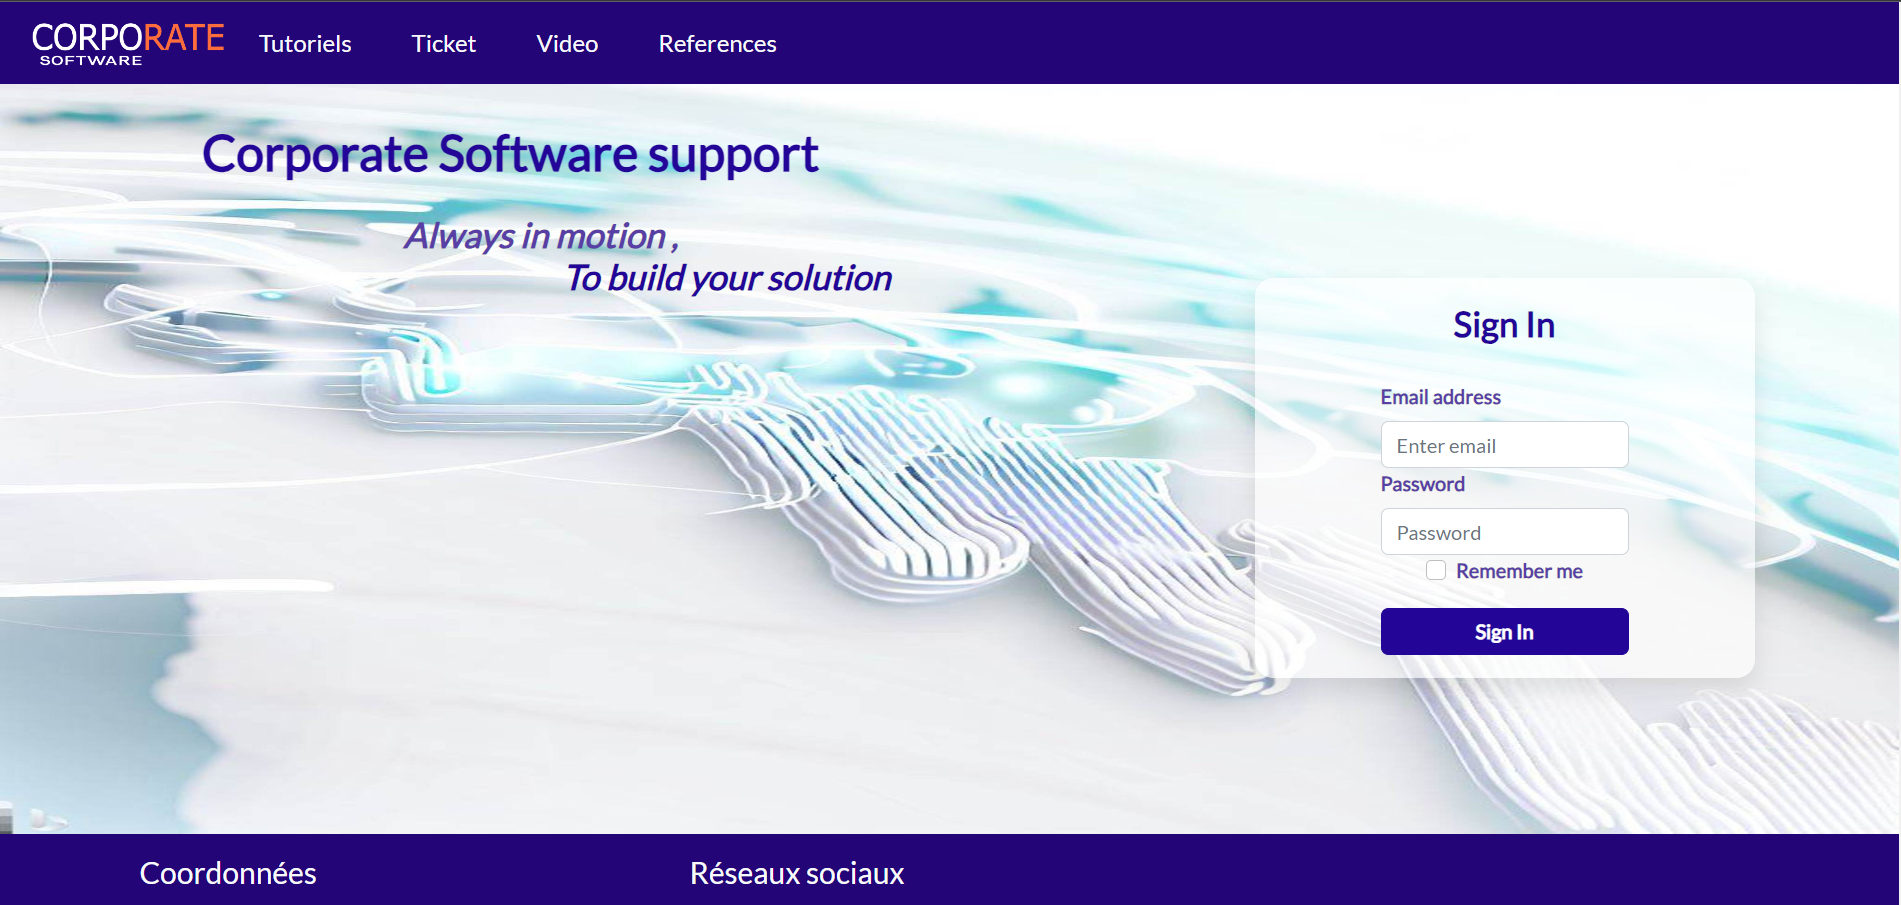 CORPORATE
SOFTWARE
Tutoriels
Ticket
Video
References
Corporate Software support
Always in motion ,
To build your solution
Sign In
Email address
Enter email
Password
Password
Remember me
Sign In
Coordonnées
Réseaux sociaux